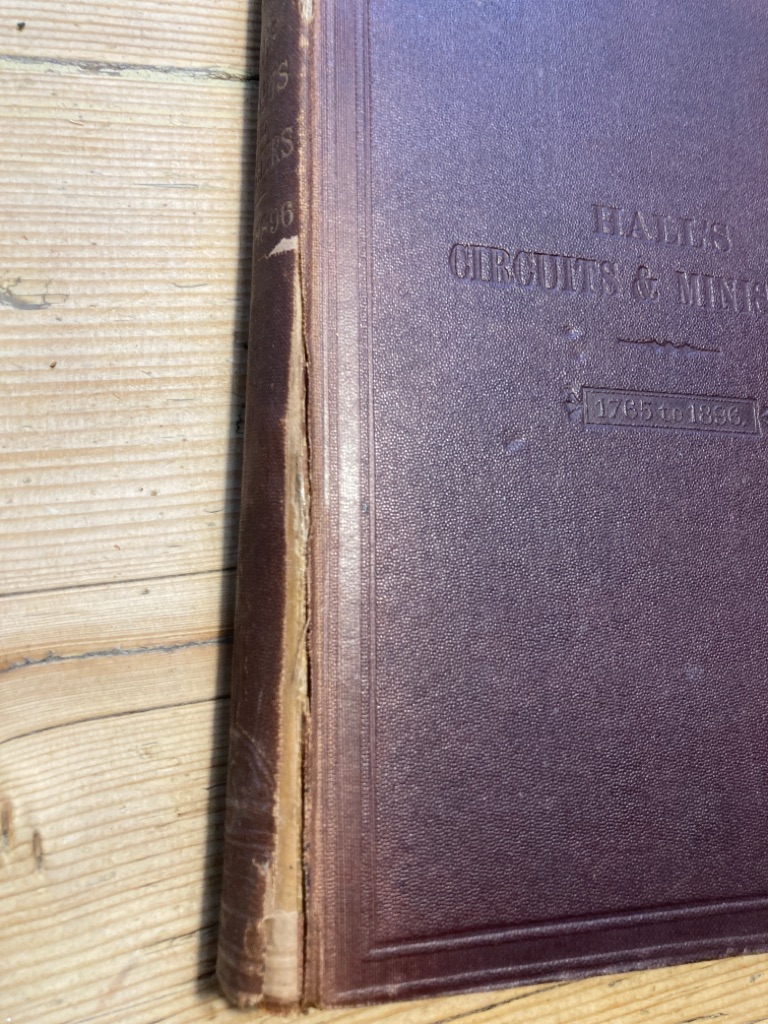 HALL'S
CIRCUITS & MINIS
1765 to 1896.